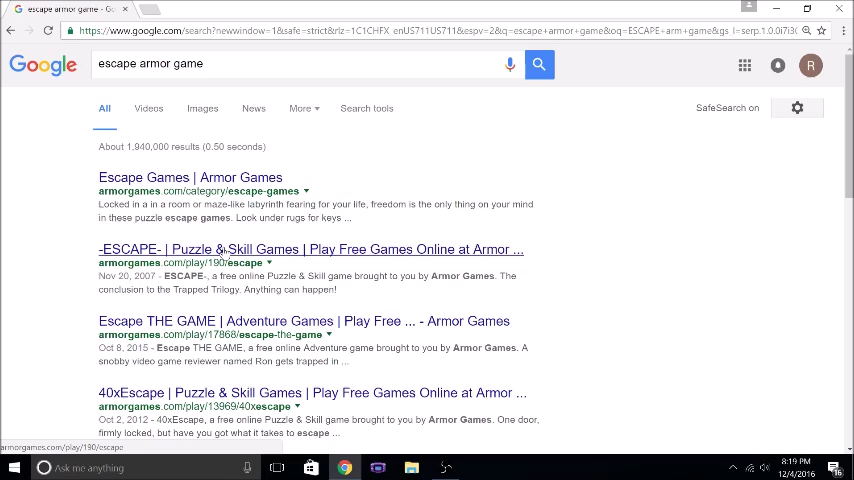 escape armor game - Go
https://www.google.com/search?newwindow=1&safe=strict&rlz=1C1CHFX_enUS711US711&espv=2&q=escape+armor+game&oq=ESCAPE+arm+game&gs_l=serp.1.0.0i7i30
Google
escape armor game
R
All Videos Images News More Search tools SafeSearch on
About 1,940,000 results (0.50 seconds)
Escape Games | Armor Games
armorgames.com/category/escape-games
Locked in a in a room or maze-like labyrinth fearing for your life, freedom is the only thing on your mind
in these puzzle escape games. Look under rugs for keys ...
-ESCAPE- | Puzzle & Skill Games | Play Free Games Online at Armor ...
armorgames.com/play/190/escape
Nov 20, 2007 - ESCAPE-, a free online Puzzle & Skill game brought to you by Armor Games. The
conclusion to the Trapped Trilogy. Anything can happen!
Escape THE GAME | Adventure Games | Play Free ... - Armor Games
armorgames.com/play/17868/escape-the-game
Oct 8, 2015 - Escape THE GAME, a free online Adventure game brought to you by Armor Games. A
snobby video game reviewer named Ron gets trapped in ...
40xEscape | Puzzle & Skill Games | Play Free Games Online at Armor ...
armorgames.com/play/13969/40xescape
Oct 2, 2012 - 40xEscape, a free online Puzzle & Skill game brought to you by Armor Games. One door,
firmly locked, but have you got what it takes to escape ...
armorgames.com/play/190/escape
Ask me anything
8:19 PM
12/4/2016
16